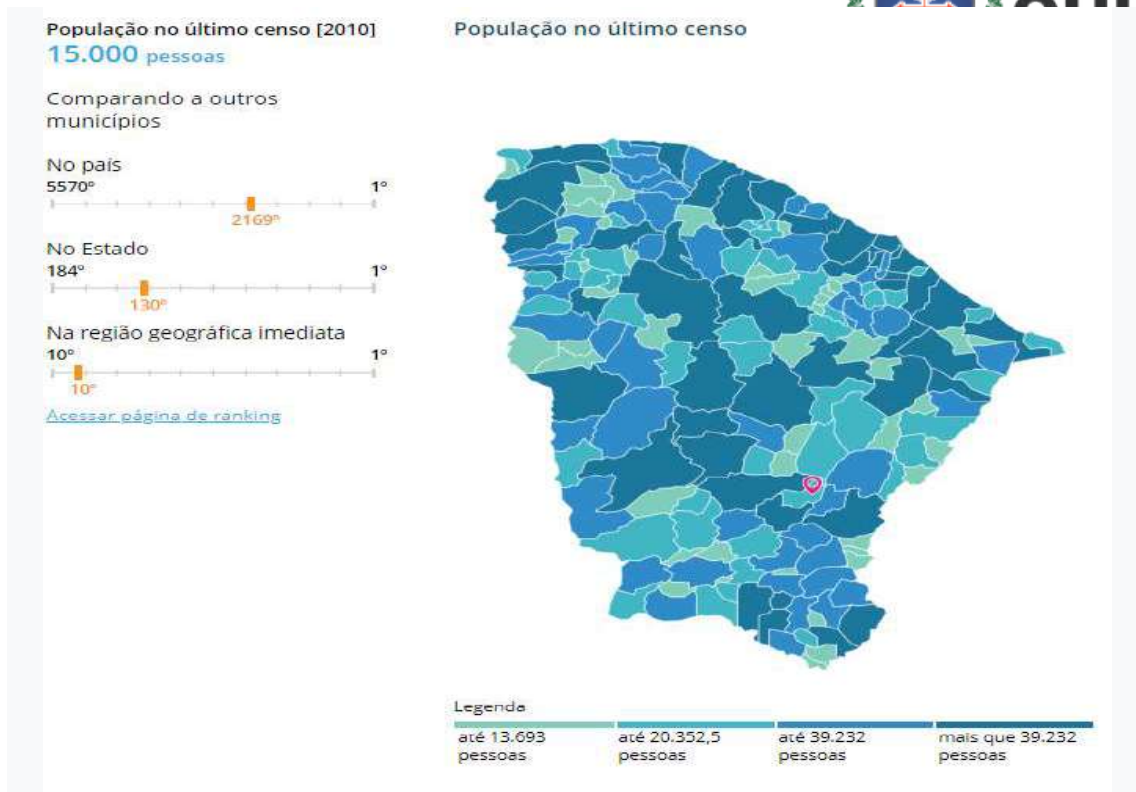 População no último censo [2010]
15.000 pessoas
Comparando a outros
municípios
No país
5570º 1º
2169º
No Estado
184º 1º
130º
Na região geográfica imediata
10º 1º
10º
Acessar página de ranking
População no último censo
Legenda
até 13.693
pessoas
até 20.352,5
pessoas
até 39.232
pessoas
mais que 39.232
pessoas